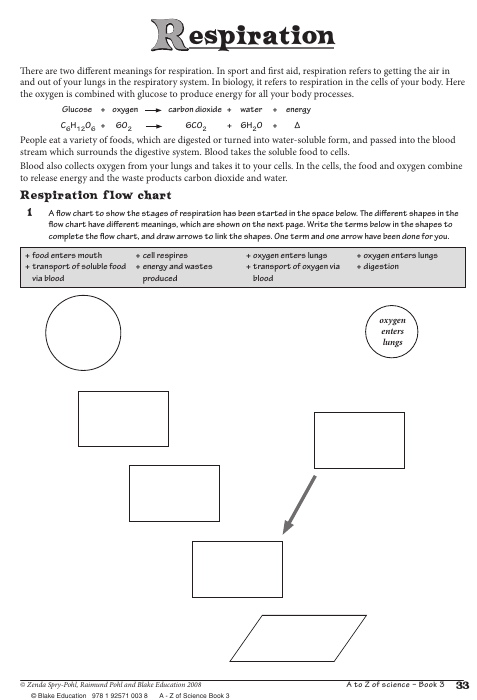 Respiration
There are two different meanings for respiration. In sport and first aid, respiration refers to getting the air in
and out of your lungs in the respiratory system. In biology, it refers to respiration in the cells of your body. Here
the oxygen is combined with glucose to produce energy for all your body processes.
Glucose + oxygen → carbon dioxide + water + energy
C6H12O6 + 6O2 → 6CO2 + 6H2O + Δ
People eat a variety of foods, which are digested or turned into water-soluble form, and passed into the blood
stream which surrounds the digestive system. Blood takes the soluble food to cells.
Blood also collects oxygen from your lungs and takes it to your cells. In the cells, the food and oxygen combine
to release energy and the waste products carbon dioxide and water.
Respiration flow chart
1 A flow chart to show the stages of respiration has been started in the space below. The different shapes in the
flow chart have different meanings, which are shown on the next page. Write the terms below in the shapes to
complete the flow chart, and draw arrows to link the shapes. One term and one arrow have been done for you.
+ food enters mouth + cell respires + oxygen enters lungs + oxygen enters lungs
+ transport of soluble food + energy and wastes + transport of oxygen via + digestion
via blood produced blood
oxygen
enters
lungs
© Zenda Spry-Pohl, Raimund Pohl and Blake Education 2008 A to Z of science – Book 3 33
© Blake Education 978 1 92571 003 8 A - Z of Science Book 3